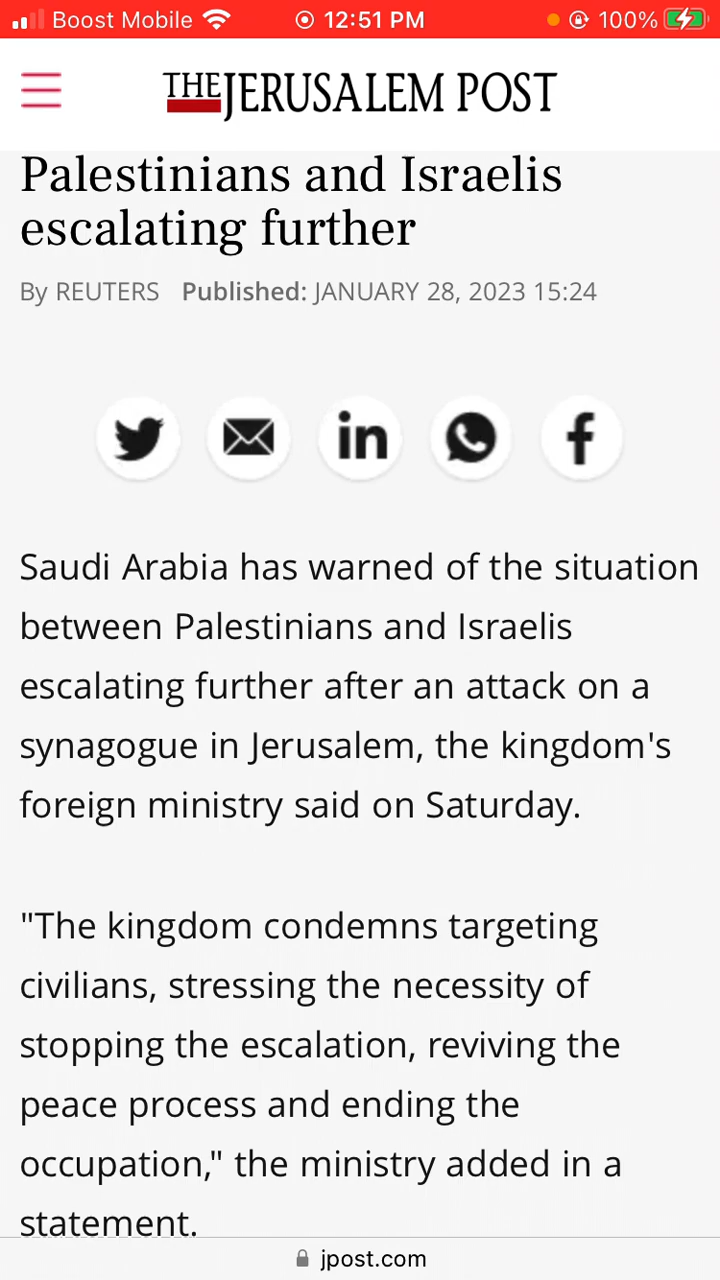 Boost Mobile 12:51 PM 100%
THE JERUSALEM POST
Palestinians and Israelis
escalating further
By REUTERS Published: JANUARY 28, 2023 15:24
in f
Saudi Arabia has warned of the situation
between Palestinians and Israelis
escalating further after an attack on a
synagogue in Jerusalem, the kingdom's
foreign ministry said on Saturday.
"The kingdom condemns targeting
civilians, stressing the necessity of
stopping the escalation, reviving the
peace process and ending the
occupation," the ministry added in a
statement.
jpost.com